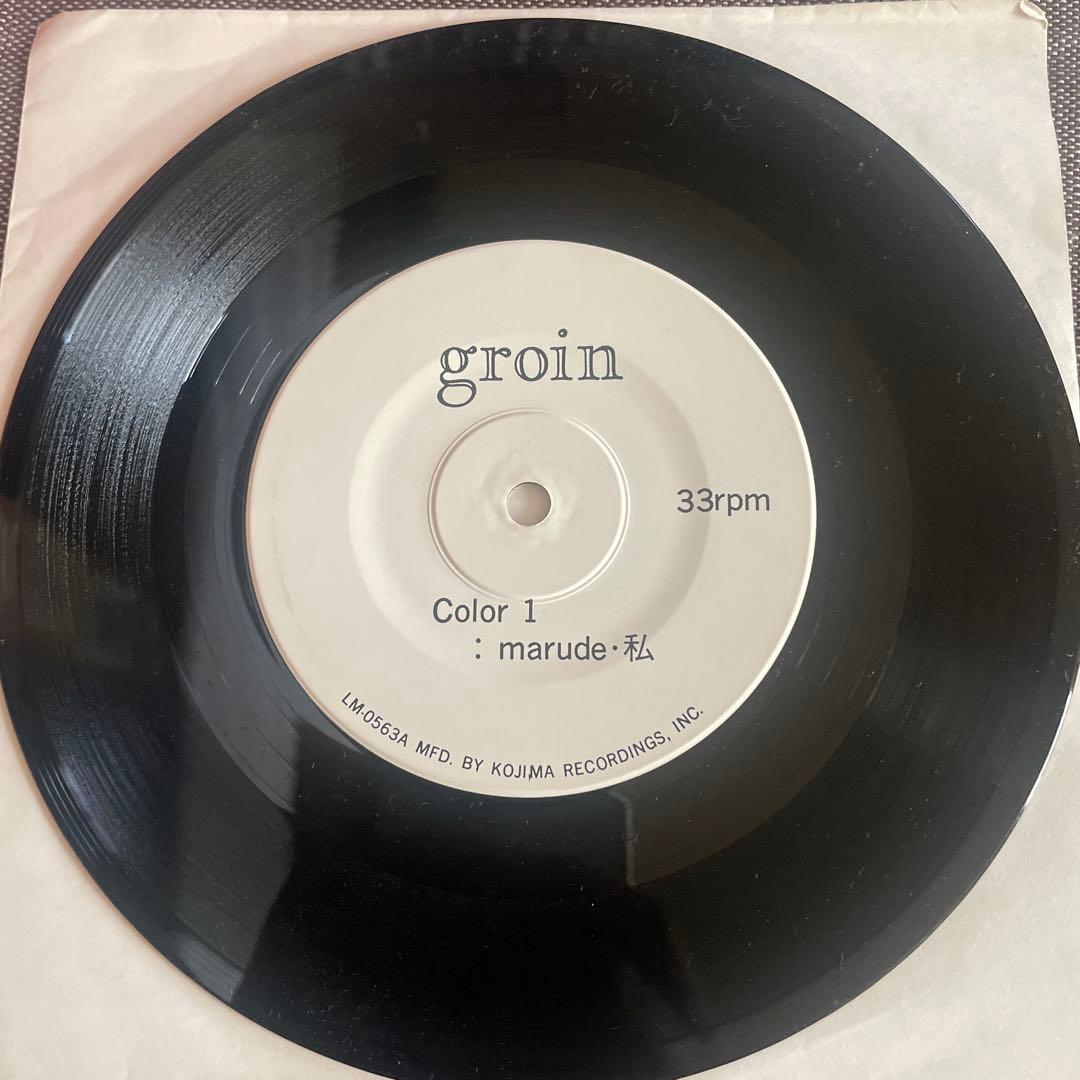 groin
33rpm
Color 1
: marude·私
LM-0563A MFD. BY KOJIMA RECORDINGS, INC.